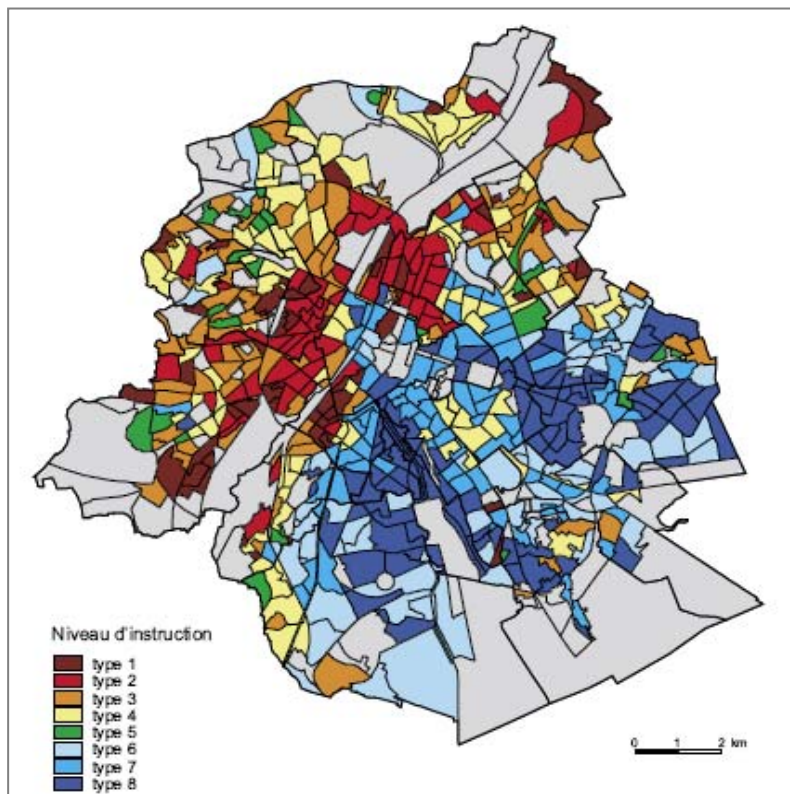 Niveau d'instruction
type 1
type 2
type 3
type 4
type 5
type 6
type 7
type 8
0 1 2 km